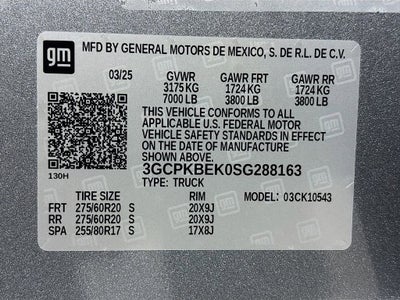 gm
MFD BY GENERAL MOTORS DE MEXICO, S. DE R.L. DE C.V.
03/25 GVWR GAWR FRT GAWR RR
3175 KG 1724 KG 1724 KG
7000 LB 3800 LB 3800 LB
THIS VEHICLE CONFORMS TO ALL
APPLICABLE U.S. FEDERAL MOTOR
VEHICLE SAFETY STANDARDS IN EFFECT
ON THE DATE OF MANUFACTURE
SHOWN ABOVE.
3GCPKBEK0SG288163
130H TYPE: TRUCK
TIRE SIZE RIM MODEL: 03CK10543
FRT 275/60R20 S 20X9J
RR 275/60R20 S 20X9J
SPA 255/80R17 S 17X8J